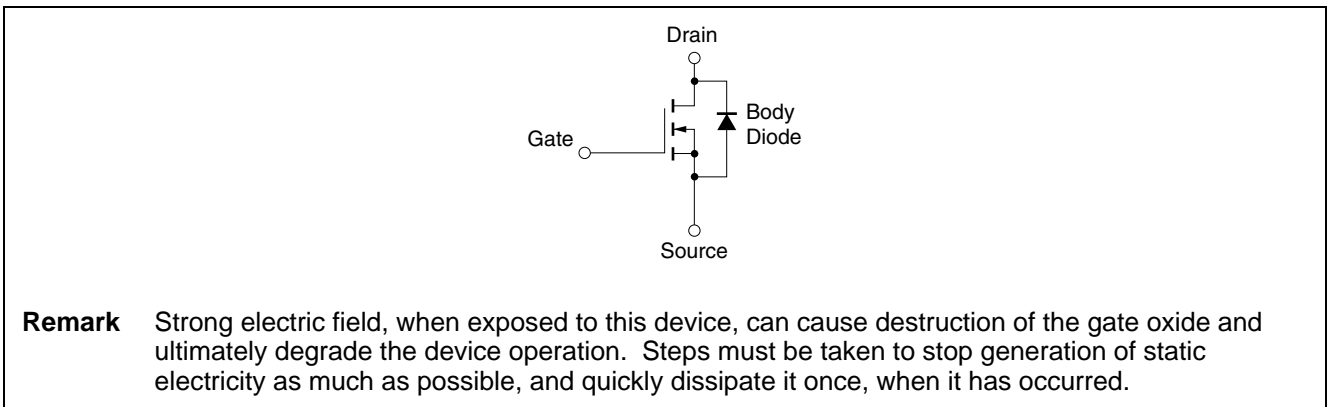 Drain
Body
Diode
Gate
Source
Remark Strong electric field, when exposed to this device, can cause destruction of the gate oxide and
ultimately degrade the device operation. Steps must be taken to stop generation of static
electricity as much as possible, and quickly dissipate it once, when it has occurred.